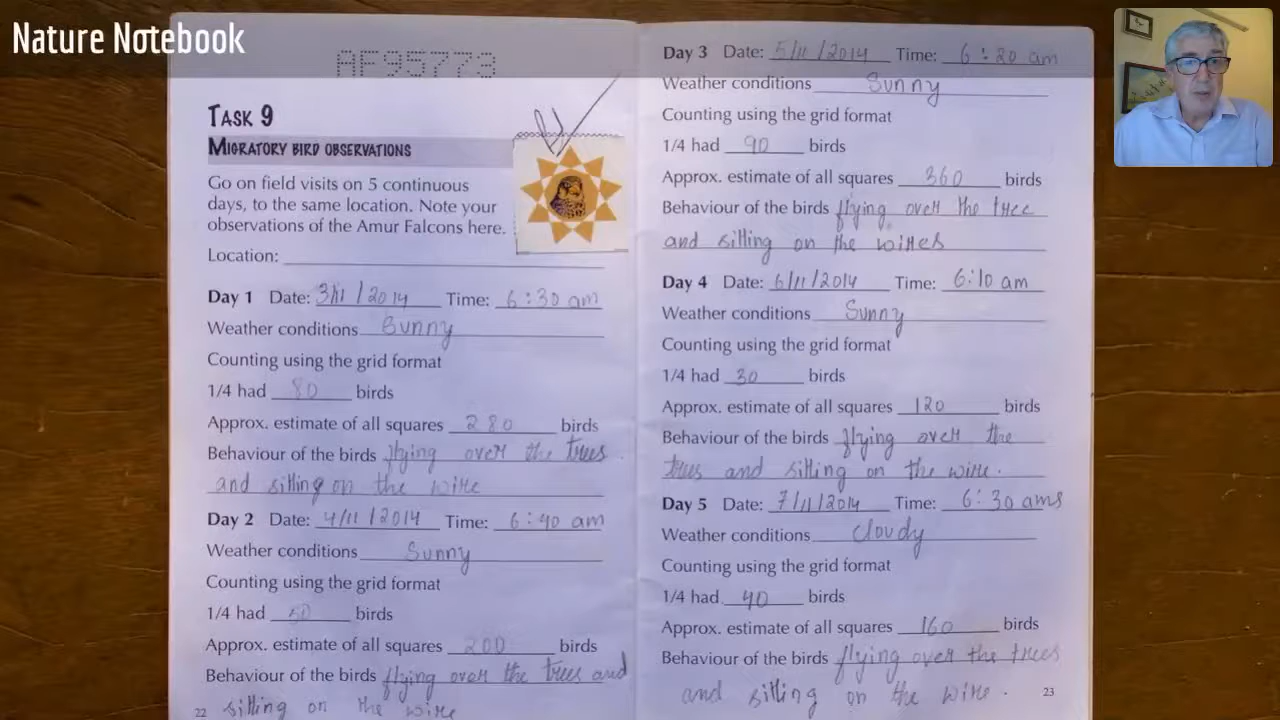 Nature Notebook
AF95773
TASK 9
MIGRATORY BIRD OBSERVATIONS
Go on field visits on 5 continuous
days, to the same location. Note your
observations of the Amur Falcons here.
Location:
Day 1 Date: 3/11/2014 Time: 6:30 am
Weather conditions Sunny
Counting using the grid format
1/4 had 80 birds
Approx. estimate of all squares 280 birds
Behaviour of the birds flying over the trees
and sitting on the wire
Day 2 Date: 4/11/2014 Time: 6:40 am
Weather conditions Sunny
Counting using the grid format
1/4 had 50 birds
Approx. estimate of all squares 200 birds
Behaviour of the birds flying over the trees and
sitting on the wire
22
Day 3 Date: 5/11/2014 Time: 6:20 am
Weather conditions Sunny
Counting using the grid format
1/4 had 90 birds
Approx. estimate of all squares 360 birds
Behaviour of the birds flying over the tree
and sitting on the wires
Day 4 Date: 6/11/2014 Time: 6:10 am
Weather conditions Sunny
Counting using the grid format
1/4 had 30 birds
Approx. estimate of all squares 120 birds
Behaviour of the birds flying over the
trees and sitting on the wire.
Day 5 Date: 7/11/2014 Time: 6:30 ams
Weather conditions Cloudy
Counting using the grid format
1/4 had 40 birds
Approx. estimate of all squares 160 birds
Behaviour of the birds flying over the trees
and sitting on the wire.
23